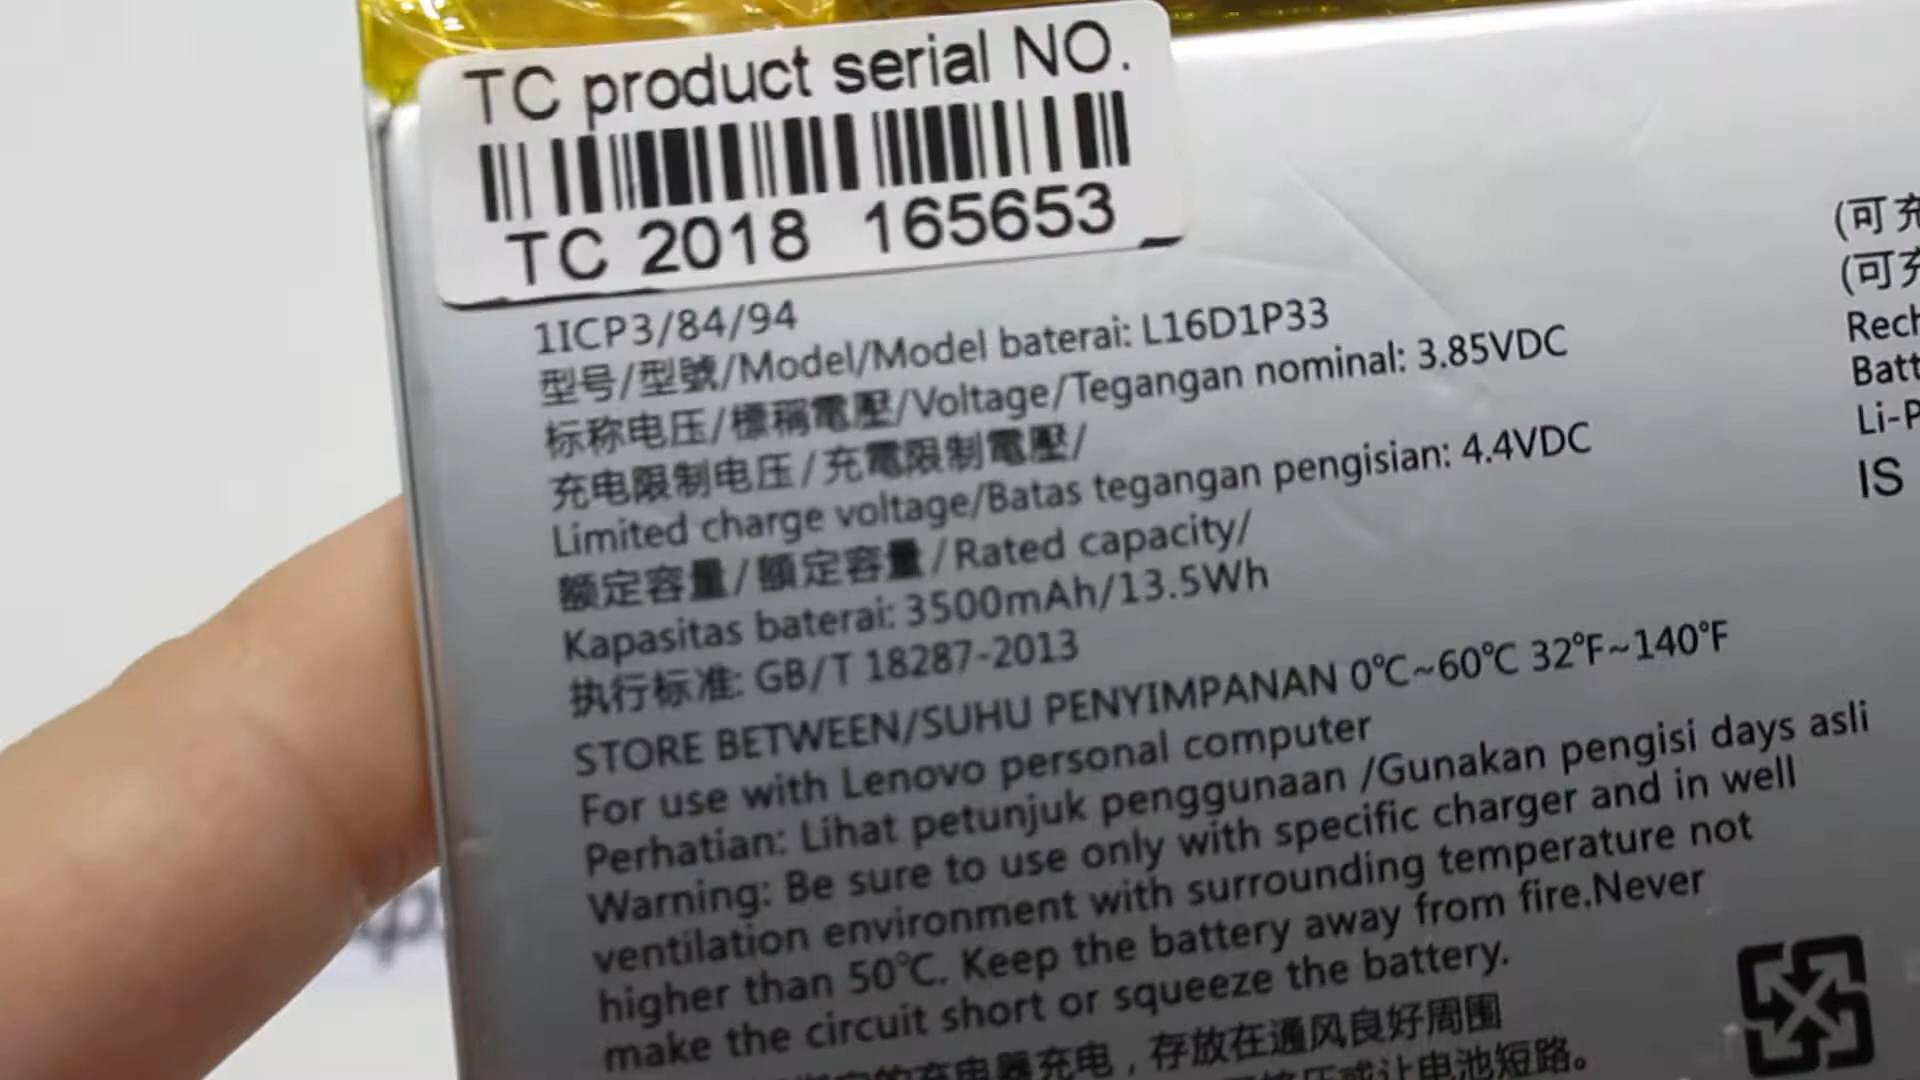 TC product serial NO.
TC 2018 165653
1ICP3/84/94
型号/型號/Model/Model baterai: L16D1P33
标称电压/標稱電壓/Voltage/Tegangan nominal: 3.85VDC
充电限制电压/充電限制電壓/
Limited charge voltage/Batas tegangan pengisian: 4.4VDC
额定容量/額定容量/Rated capacity/
Kapasitas baterai: 3500mAh/13.5Wh
执行标准: GB/T 18287-2013
STORE BETWEEN/SUHU PENYIMPANAN 0℃~60℃ 32℉~140℉
For use with Lenovo personal computer
Perhatian: Lihat petunjuk penggunaan /Gunakan pengisi days asli
Warning: Be sure to use only with specific charger and in well
ventilation environment with surrounding temperature not
higher than 50℃. Keep the battery away from fire.Never
make the circuit short or squeeze the battery.
的充电器充电，存放在通风良好周围
或让电池短路。
(可充
(可充
Rech
Batt
Li-P
IS